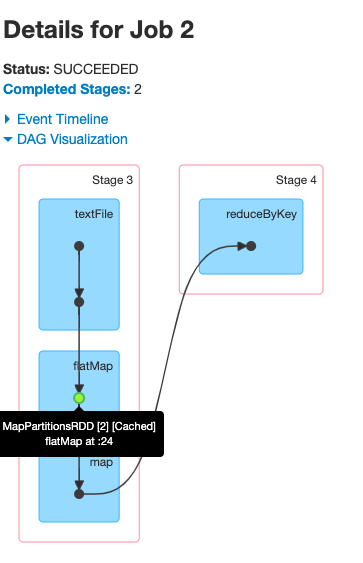 Details for Job 2
Status: SUCCEEDED
Completed Stages: 2
Event Timeline
DAG Visualization
Stage 3
textFile
flatMap
MapPartitionsRDD [2] [Cached]
flatMap at :24
map
Stage 4
reduceByKey